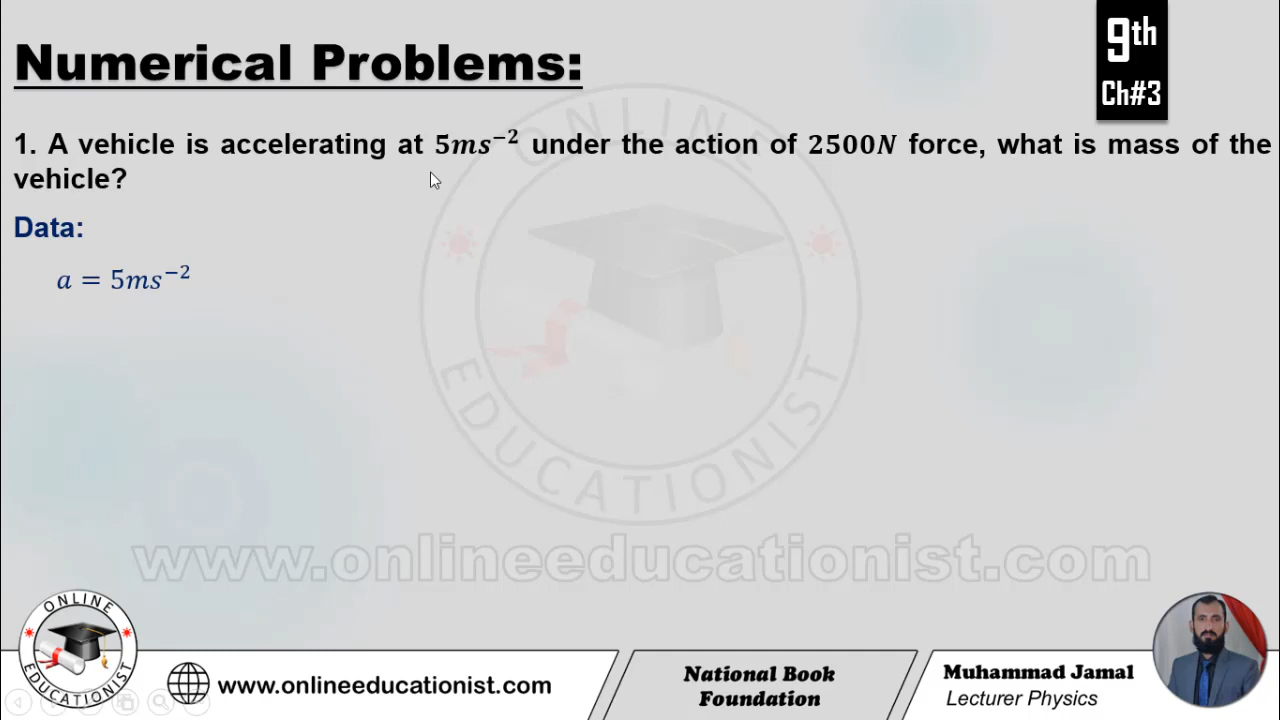 Numerical Problems:
9th
Ch#3
1. A vehicle is accelerating at 5ms⁻² under the action of 2500N force, what is mass of the
vehicle?
Data:
a = 5ms⁻²
ONLINE
EDUCATIONIST
www.onlineeducationist.com
ONLINE
EDUCATIONIST
www.onlineeducationist.com
National Book
Foundation
Muhammad Jamal
Lecturer Physics